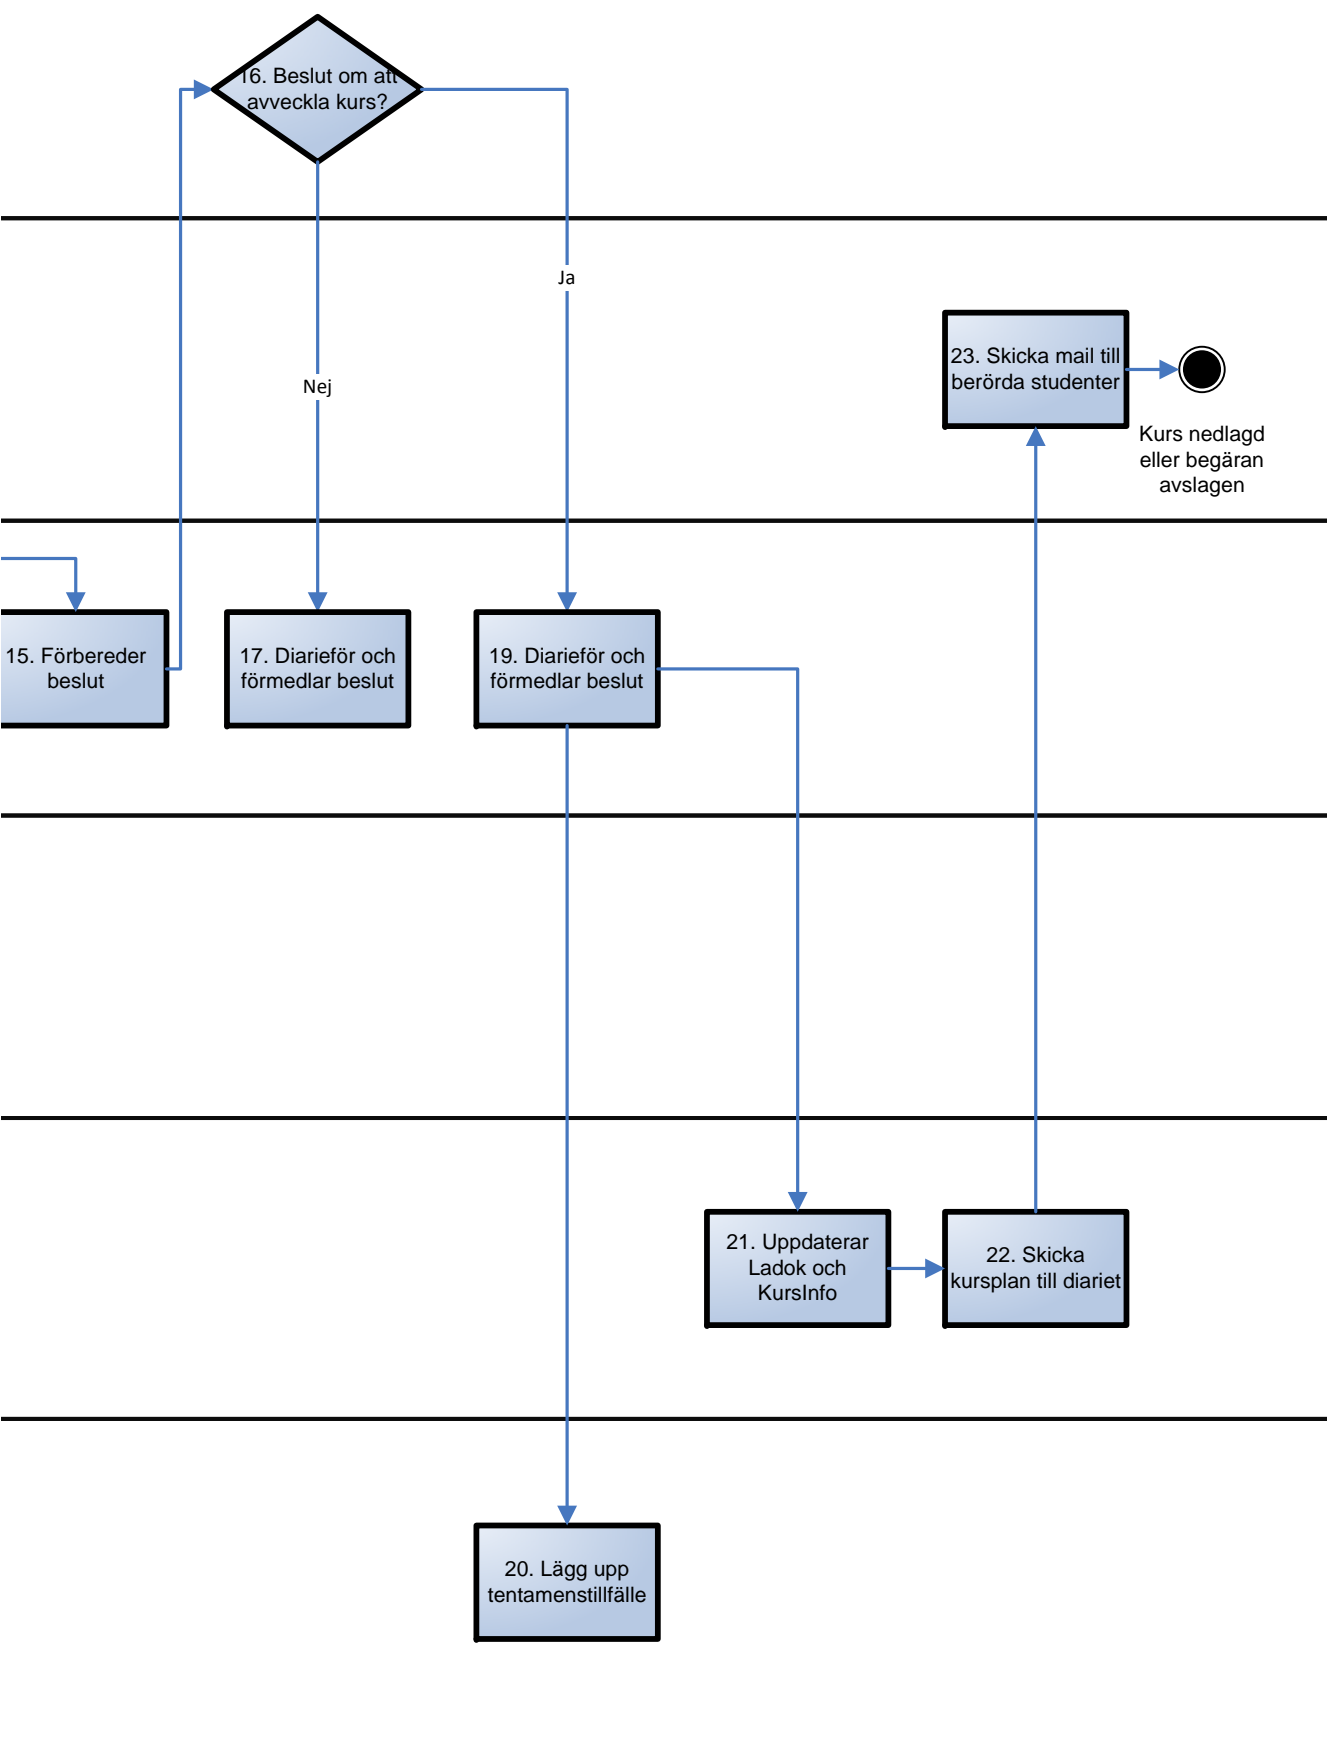 16. Beslut om att
avveckla kurs?
Ja
Nej
23. Skicka mail till
berörda studenter
Kurs nedlagd
eller begäran
avslagen
15. Förbereder
beslut
17. Diarieför och
förmedlar beslut
19. Diarieför och
förmedlar beslut
21. Uppdaterar
Ladok och
KursInfo
22. Skicka
kursplan till diariet
20. Lägg upp
tentamenstillfälle